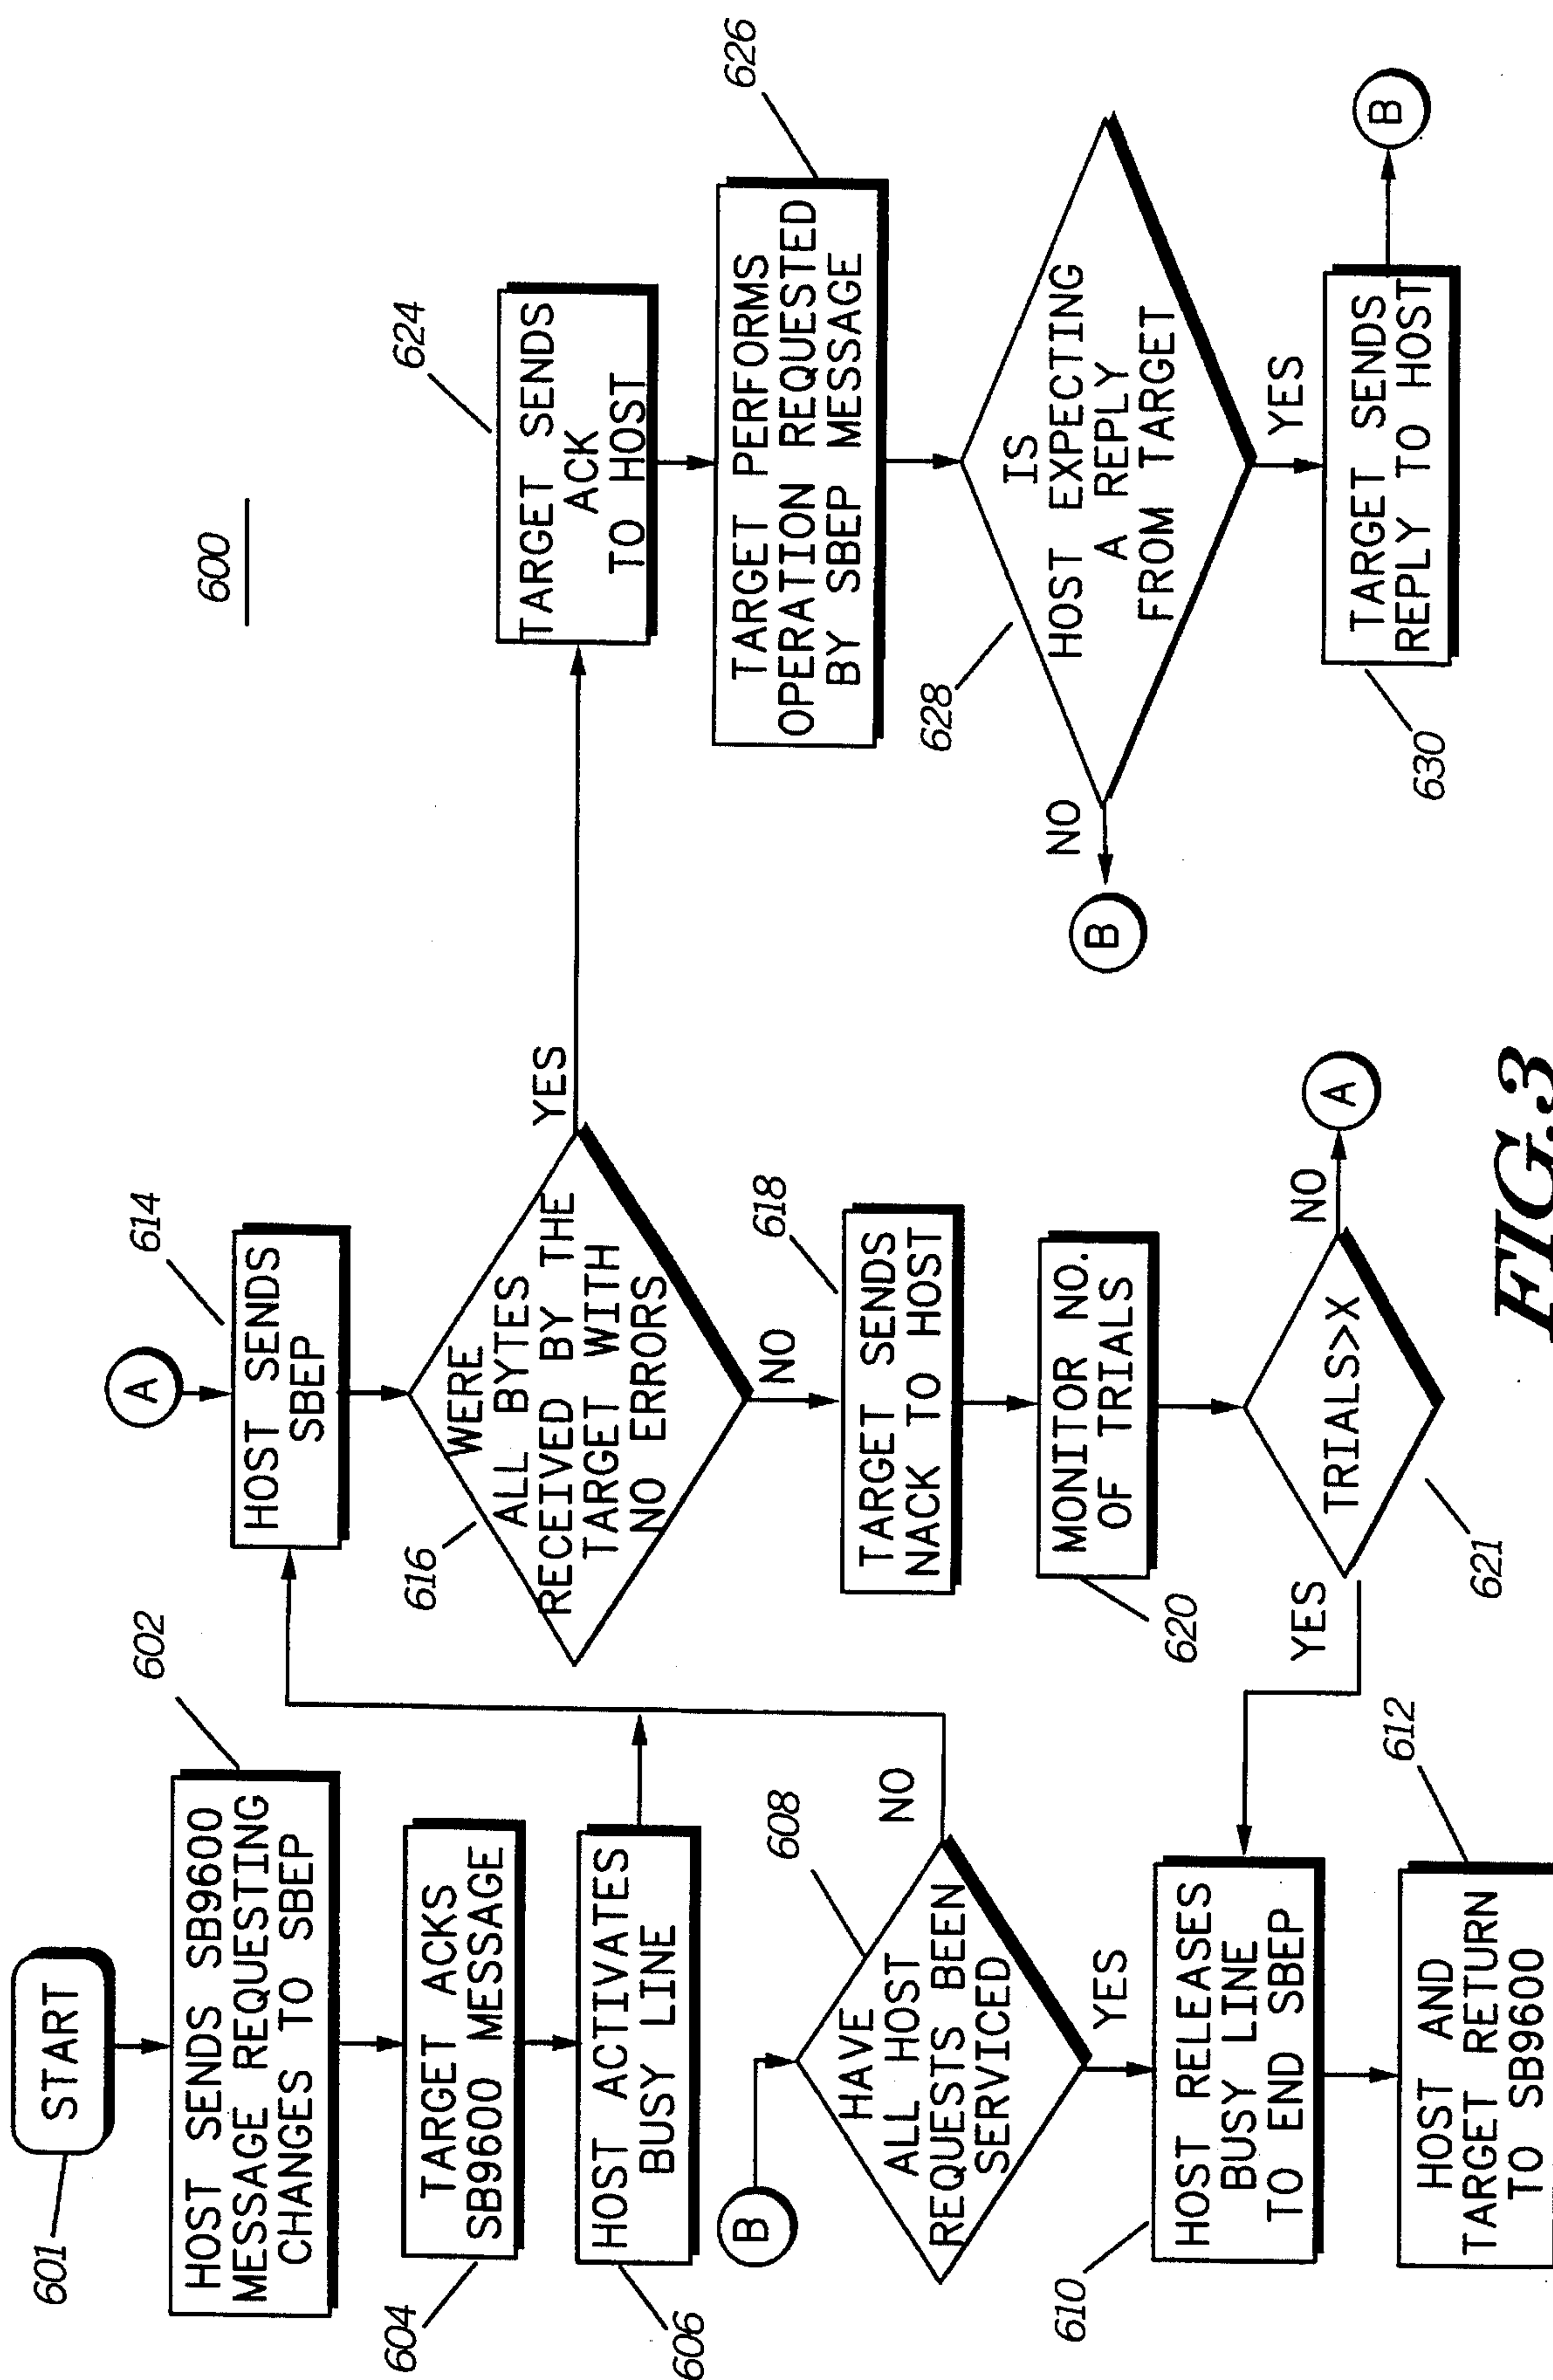 600
START
601
HOST SENDS SB9600
MESSAGE REQUESTING
CHANGES TO SBEP
602
TARGET ACKS
SB9600 MESSAGE
604
HOST ACTIVATES
BUSY LINE
606
B
HAVE
ALL HOST
REQUESTS BEEN
SERVICED
608
NO
YES
HOST RELEASES
BUSY LINE
TO END SBEP
610
HOST AND
TARGET RETURN
TO SB9600
612
A
HOST SENDS
SBEP
614
WERE
ALL BYTES
RECEIVED BY THE
TARGET WITH
NO ERRORS
616
YES
NO
TARGET SENDS
NACK TO HOST
618
MONITOR NO.
OF TRIALS
620
TRIALS>X
621
YES
NO
A
TARGET SENDS
ACK
TO HOST
624
TARGET PERFORMS
OPERATION REQUESTED
BY SBEP MESSAGE
626
IS
HOST EXPECTING
A REPLY
FROM TARGET
628
NO
B
YES
TARGET SENDS
REPLY TO HOST
630
B
FIG.3